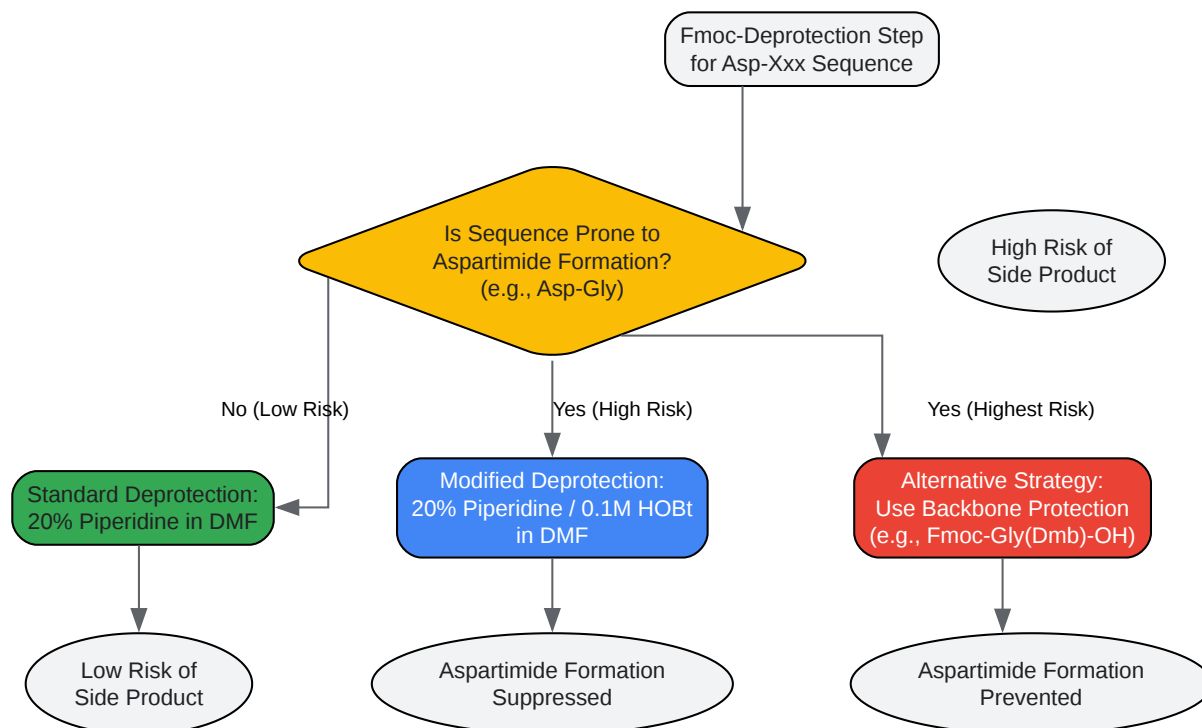 Fmoc-Deprotection Step
for Asp-Xxx Sequence
Is Sequence Prone to
Aspartimide Formation?
(e.g., Asp-Gly)
High Risk of
Side Product
No (Low Risk)
Yes (High Risk)
Yes (Highest Risk)
Standard Deprotection:
20% Piperidine in DMF
Modified Deprotection:
20% Piperidine / 0.1M HOBt
in DMF
Alternative Strategy:
Use Backbone Protection
(e.g., Fmoc-Gly(Dmb)-OH)
Low Risk of
Side Product
Aspartimide Formation
Suppressed
Aspartimide Formation
Prevented